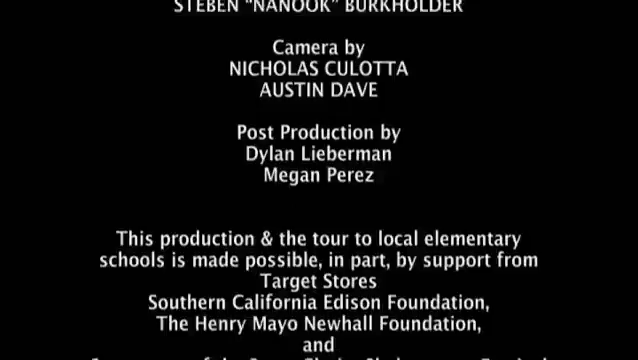 STEBEN “NANOOK” BURKHOLDER
Camera by
NICHOLAS CULOTTA
AUSTIN DAVE
Post Production by
Dylan Lieberman
Megan Perez
This production & the tour to local elementary
schools is made possible, in part, by support from
Target Stores
Southern California Edison Foundation,
The Henry Mayo Newhall Foundation,
and